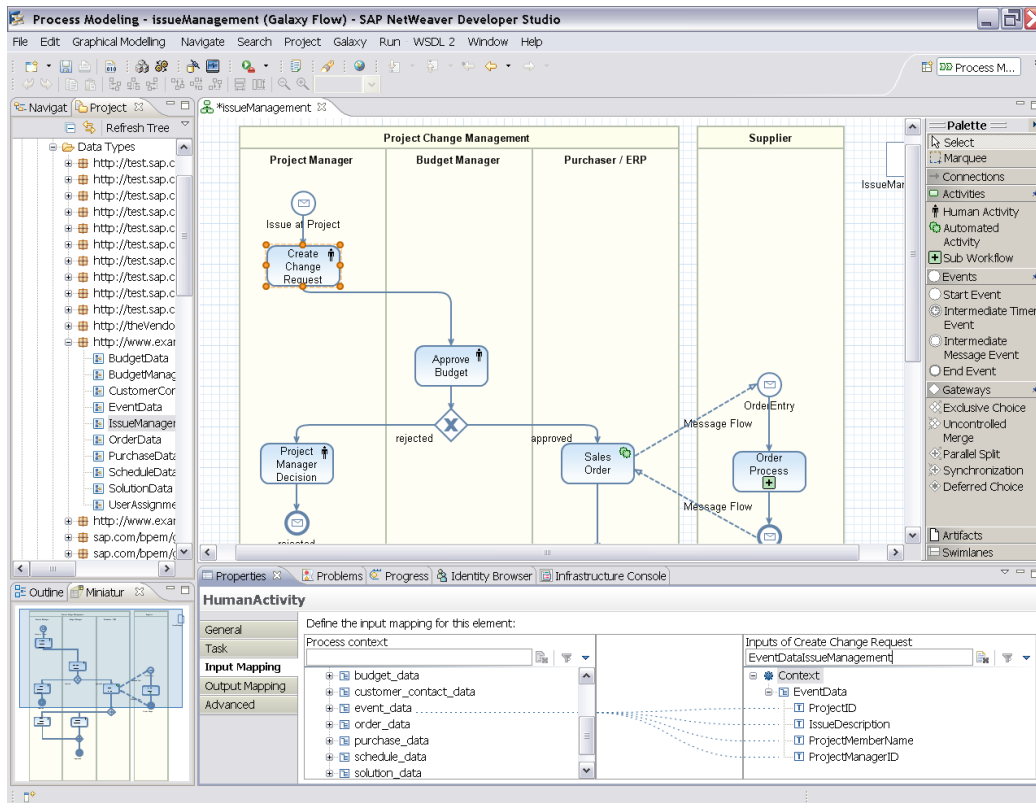 Process Modeling - issueManagement (Galaxy Flow) - SAP NetWeaver Developer Studio
File Edit Graphical Modelling Navigate Search Project Galaxy Run WSDL 2 Window Help
Process M...
Navigat Project
Refresh Tree
Data Types
http://test.sap.c
http://test.sap.c
http://test.sap.c
http://test.sap.c
http://test.sap.c
http://test.sap.c
http://test.sap.c
http://test.sap.c
http://test.sap.c
http://test.sap.c
http://theVendo
http://www.exar
BudgetData
BudgetManag
CustomerCon
EventData
IssueManager
OrderData
PurchaseData
ScheduleData
SolutionData
UserAssignme
http://www.exar
sap.com/bpem/
sap.com/bpem/
*issueManagement
Project Change Management
Supplier
Project Manager
Budget Manager
Purchaser / ERP
IssueMar
Issue at Project
Create
Change
Request
Approve
Budget
OrderEntry
Message Flow
rejected
approved
Project
Manager
Decision
Sales
Order
Order
Process
Message Flow
rejected
Palette
Select
Marquee
Connections
Activities
Human Activity
Automated
Activity
Sub Workflow
Events
Start Event
Intermediate Timer
Event
Intermediate
Message Event
End Event
Gateways
Exclusive Choice
Uncontrolled
Merge
Parallel Split
Synchronization
Deferred Choice
Artifacts
Swimlanes
Outline Miniatur
Properties Problems Progress Identity Browser Infrastructure Console
HumanActivity
General
Task
Input Mapping
Output Mapping
Advanced
Define the input mapping for this element:
Process context
budget_data
customer_contact_data
event_data
order_data
purchase_data
schedule_data
solution_data
Inputs of Create Change Request
EventDataIssueManagement
Context
EventData
ProjectID
IssueDescription
ProjectMemberName
ProjectManagerID